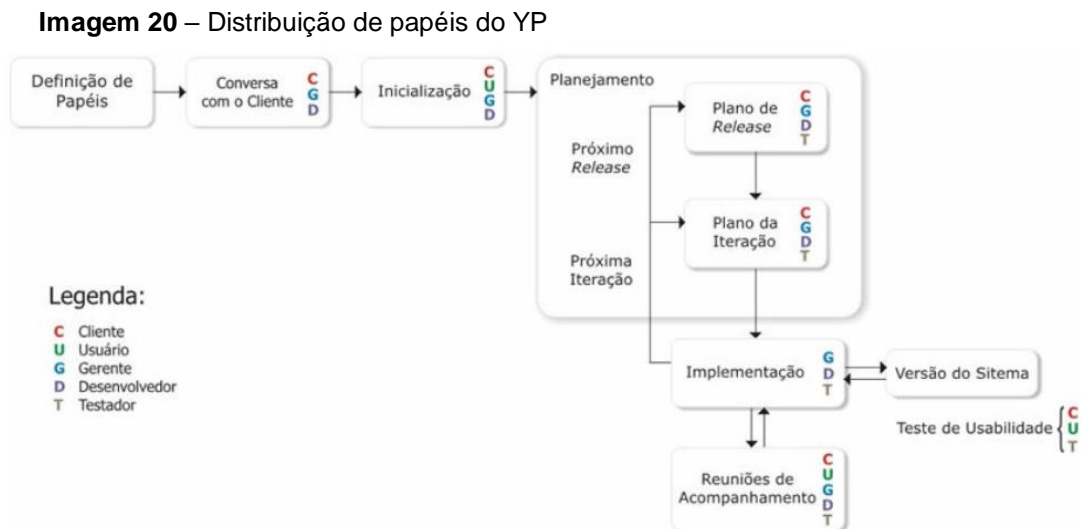 Imagem 20 – Distribuição de papéis do YP
Definição de
Papéis
Conversa
com o Cliente
C
G
D
Inicialização
C
U
G
D
Planejamento
Plano de
Release
C
G
D
T
Próximo
Release
Plano da
Iteração
C
G
D
T
Próxima
Iteração
Legenda:
C Cliente
U Usuário
G Gerente
D Desenvolvedor
T Testador
Implementação
G
D
T
Versão do Sitema
Teste de Usabilidade
C
U
T
Reuniões de
Acompanhamento
C
U
G
D
T